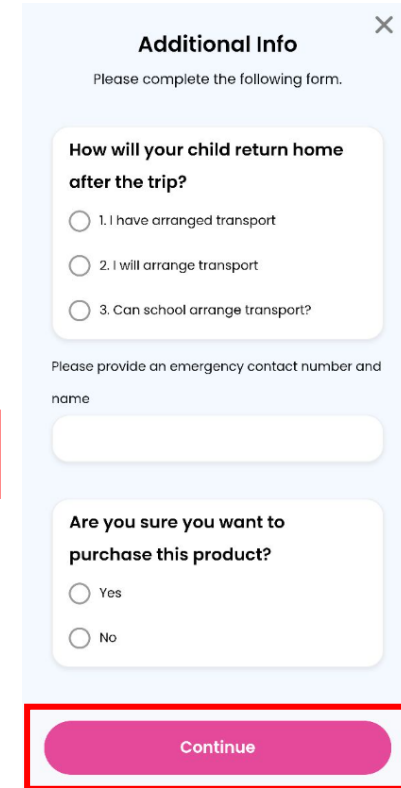 Additional Info
Please complete the following form.
How will your child return home
after the trip?
1. I have arranged transport
2. I will arrange transport
3. Can school arrange transport?
Please provide an emergency contact number and
name
Are you sure you want to
purchase this product?
Yes
No
Continue